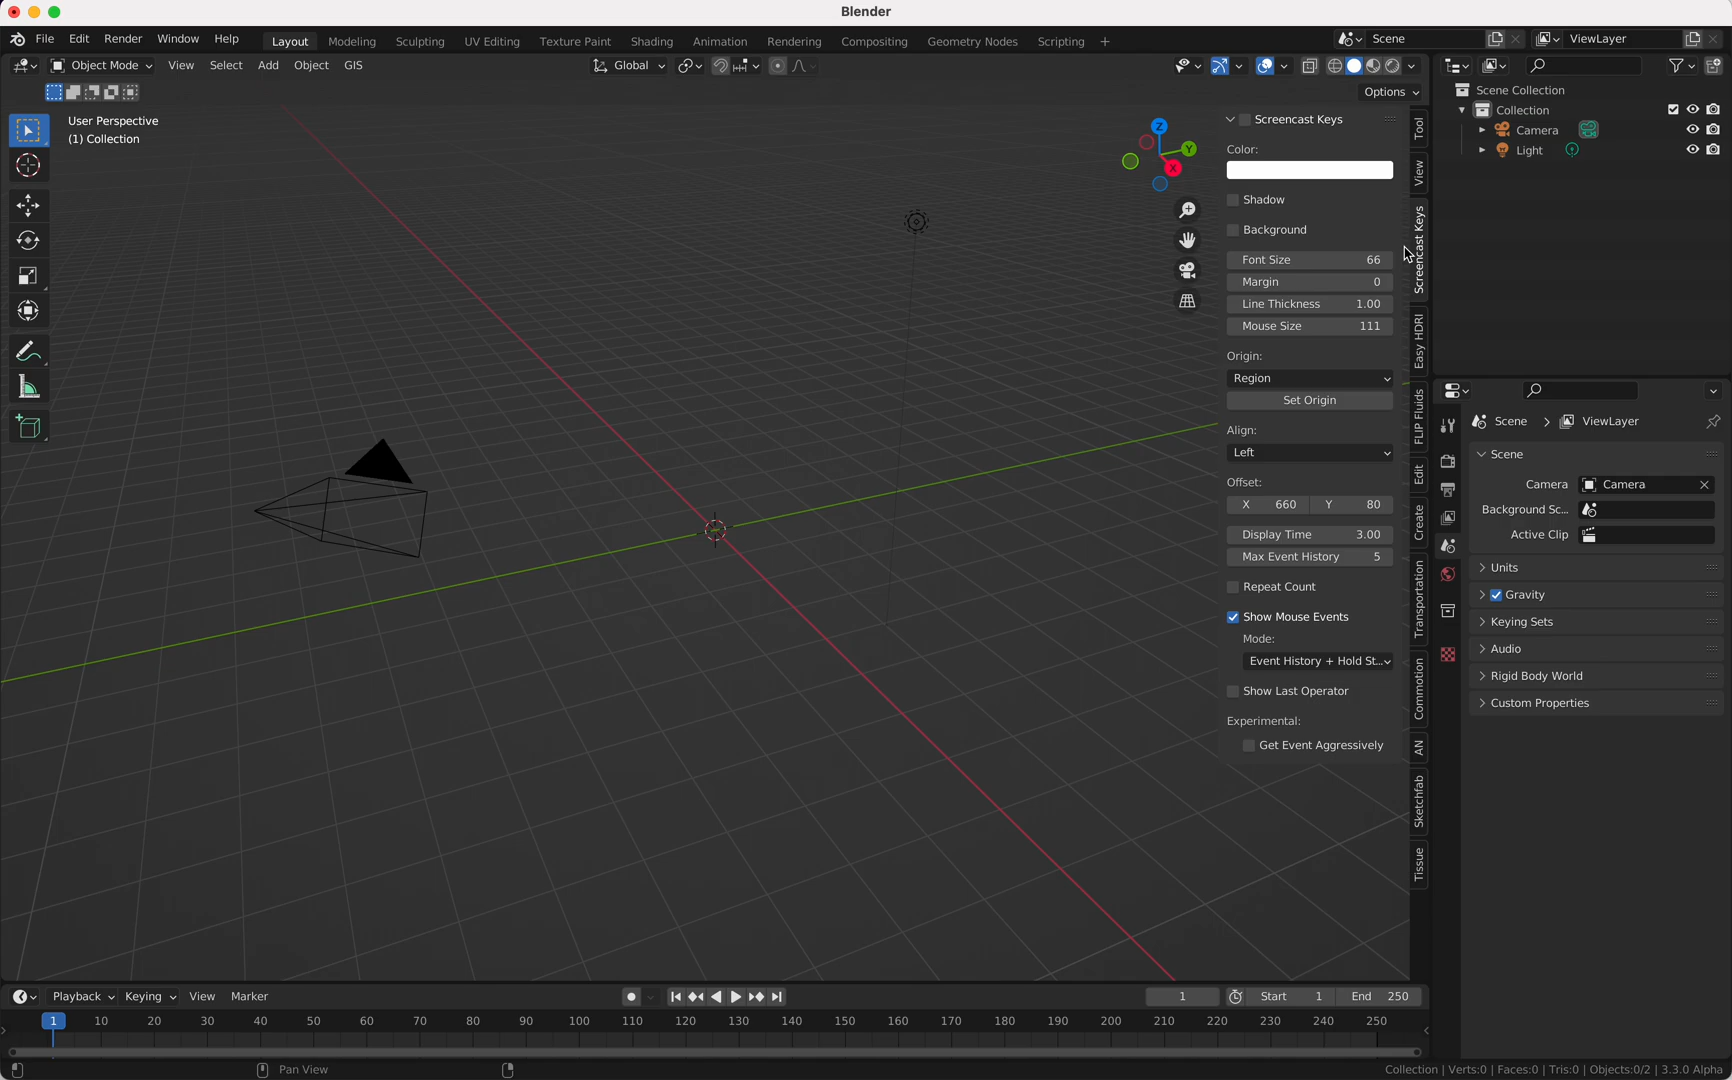 Blender
File Edit Render Window Help
Layout Modeling Sculpting UV Editing Texture Paint Shading Animation Rendering Compositing Geometry Nodes Scripting +
Scene
ViewLayer
Object Mode View Select Add Object GIS
Global
Options
User Perspective
(1) Collection
Z
Y
X
Screencast Keys
Color:
Shadow
Background
Font Size 66
Margin 0
Line Thickness 1.00
Mouse Size 111
Origin:
Region
Set Origin
Align:
Left
Offset:
X 660 Y 80
Display Time 3.00
Max Event History 5
Repeat Count
Show Mouse Events
Mode:
Event History + Hold St...
Show Last Operator
Experimental:
Get Event Aggressively
Tool
View
Screencast Keys
Easy HDRI
FLIP Fluids
Edit
Create
Transportation
Commotion
AN
Sketchfab
Tissue
Scene Collection
Collection
Camera
Light
Scene > ViewLayer
Scene
Camera Camera
Background Sc...
Active Clip
Units
Gravity
Keying Sets
Audio
Rigid Body World
Custom Properties
Playback Keying View Marker
1
Start 1 End 250
1 10 20 30 40 50 60 70 80 90 100 110 120 130 140 150 160 170 180 190 200 210 220 230 240 250
Pan View
Collection | Verts:0 | Faces:0 | Tris:0 | Objects:0/2 | 3.3.0 Alpha